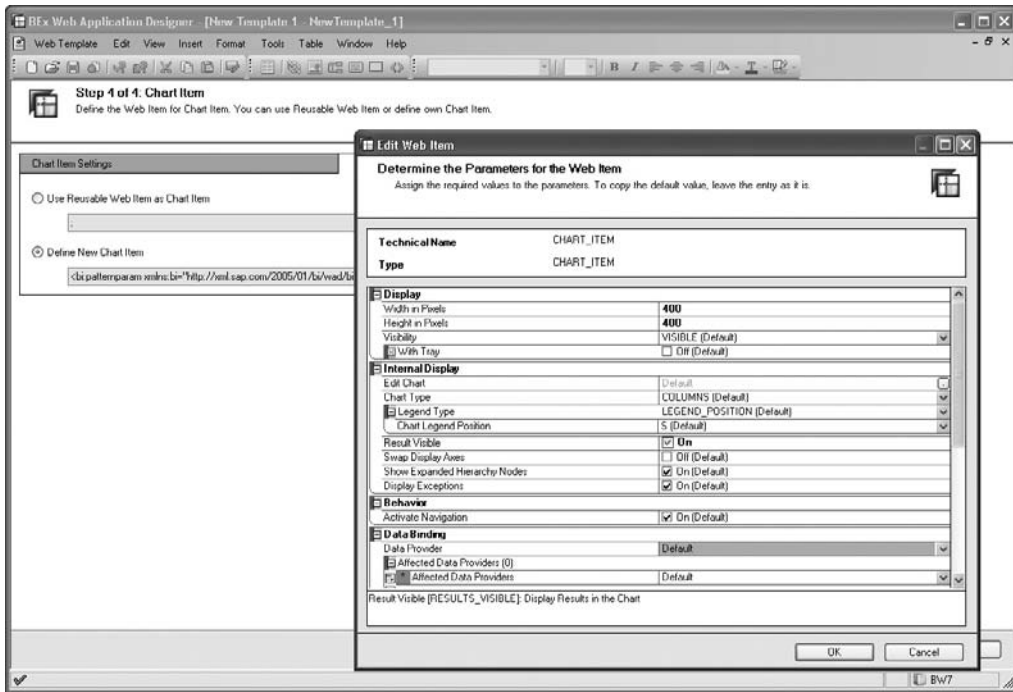 BEx Web Application Designer - [New Template 1 - NewTemplate_1]
Web Template Edit View Insert Format Tools Table Window Help
Step 4 of 4: Chart Item
Define the Web Item for Chart Item. You can use Reusable Web Item or define own Chart Item.
Chart Item Settings
Use Reusable Web Item as Chart Item
Define New Chart Item
<bi:patternparam xmlns:bi="http://xml.sap.com/2005/01/bi/wad/bi
Edit Web Item
Determine the Parameters for the Web Item
Assign the required values to the parameters. To copy the default value, leave the entry as it is.
Technical Name CHART_ITEM
Type CHART_ITEM
Display
Width in Pixels 400
Height in Pixels 400
Visibility VISIBLE (Default)
With Tray Off (Default)
Internal Display
Edit Chart Default
Chart Type COLUMNS (Default)
Legend Type LEGEND_POSITION (Default)
Chart Legend Position S (Default)
Result Visible On
Swap Display Axes Off (Default)
Show Expanded Hierarchy Nodes On (Default)
Display Exceptions On (Default)
Behavior
Activate Navigation On (Default)
Data Binding
Data Provider Default
Affected Data Providers (0)
* Affected Data Providers Default
Result Visible [RESULTS_VISIBLE]: Display Results in the Chart
OK Cancel
BW7